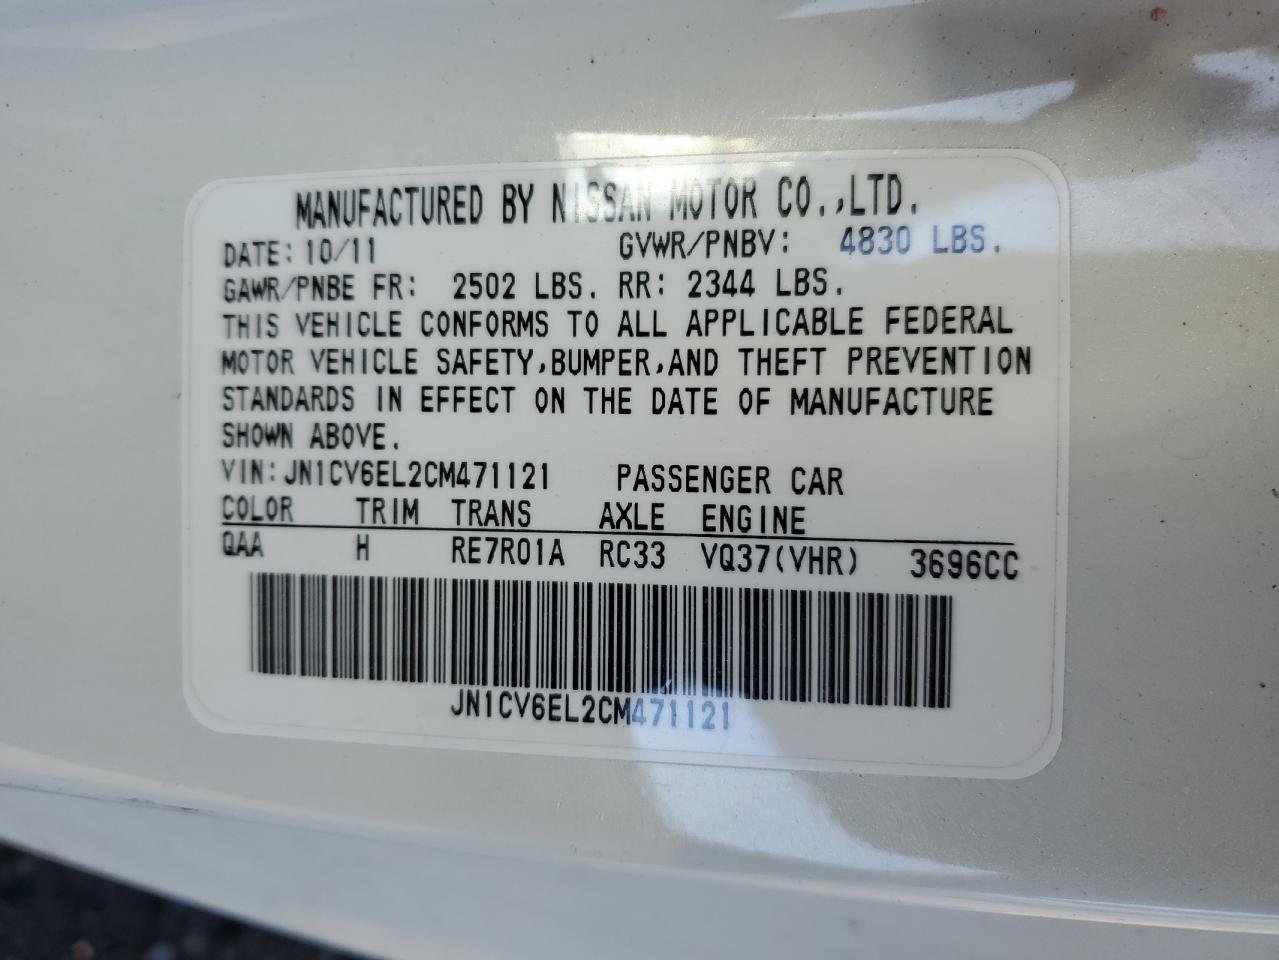 MANUFACTURED BY NISSAN MOTOR CO.,LTD.
DATE: 10/11 GVWR/PNBV: 4830 LBS.
GAWR/PNBE FR: 2502 LBS. RR: 2344 LBS.
THIS VEHICLE CONFORMS TO ALL APPLICABLE FEDERAL
MOTOR VEHICLE SAFETY,BUMPER,AND THEFT PREVENTION
STANDARDS IN EFFECT ON THE DATE OF MANUFACTURE
SHOWN ABOVE.
VIN: JN1CV6EL2CM471121 PASSENGER CAR
COLOR TRIM TRANS AXLE ENGINE
QAA H RE7R01A RC33 VQ37(VHR) 3696CC
JN1CV6EL2CM471121